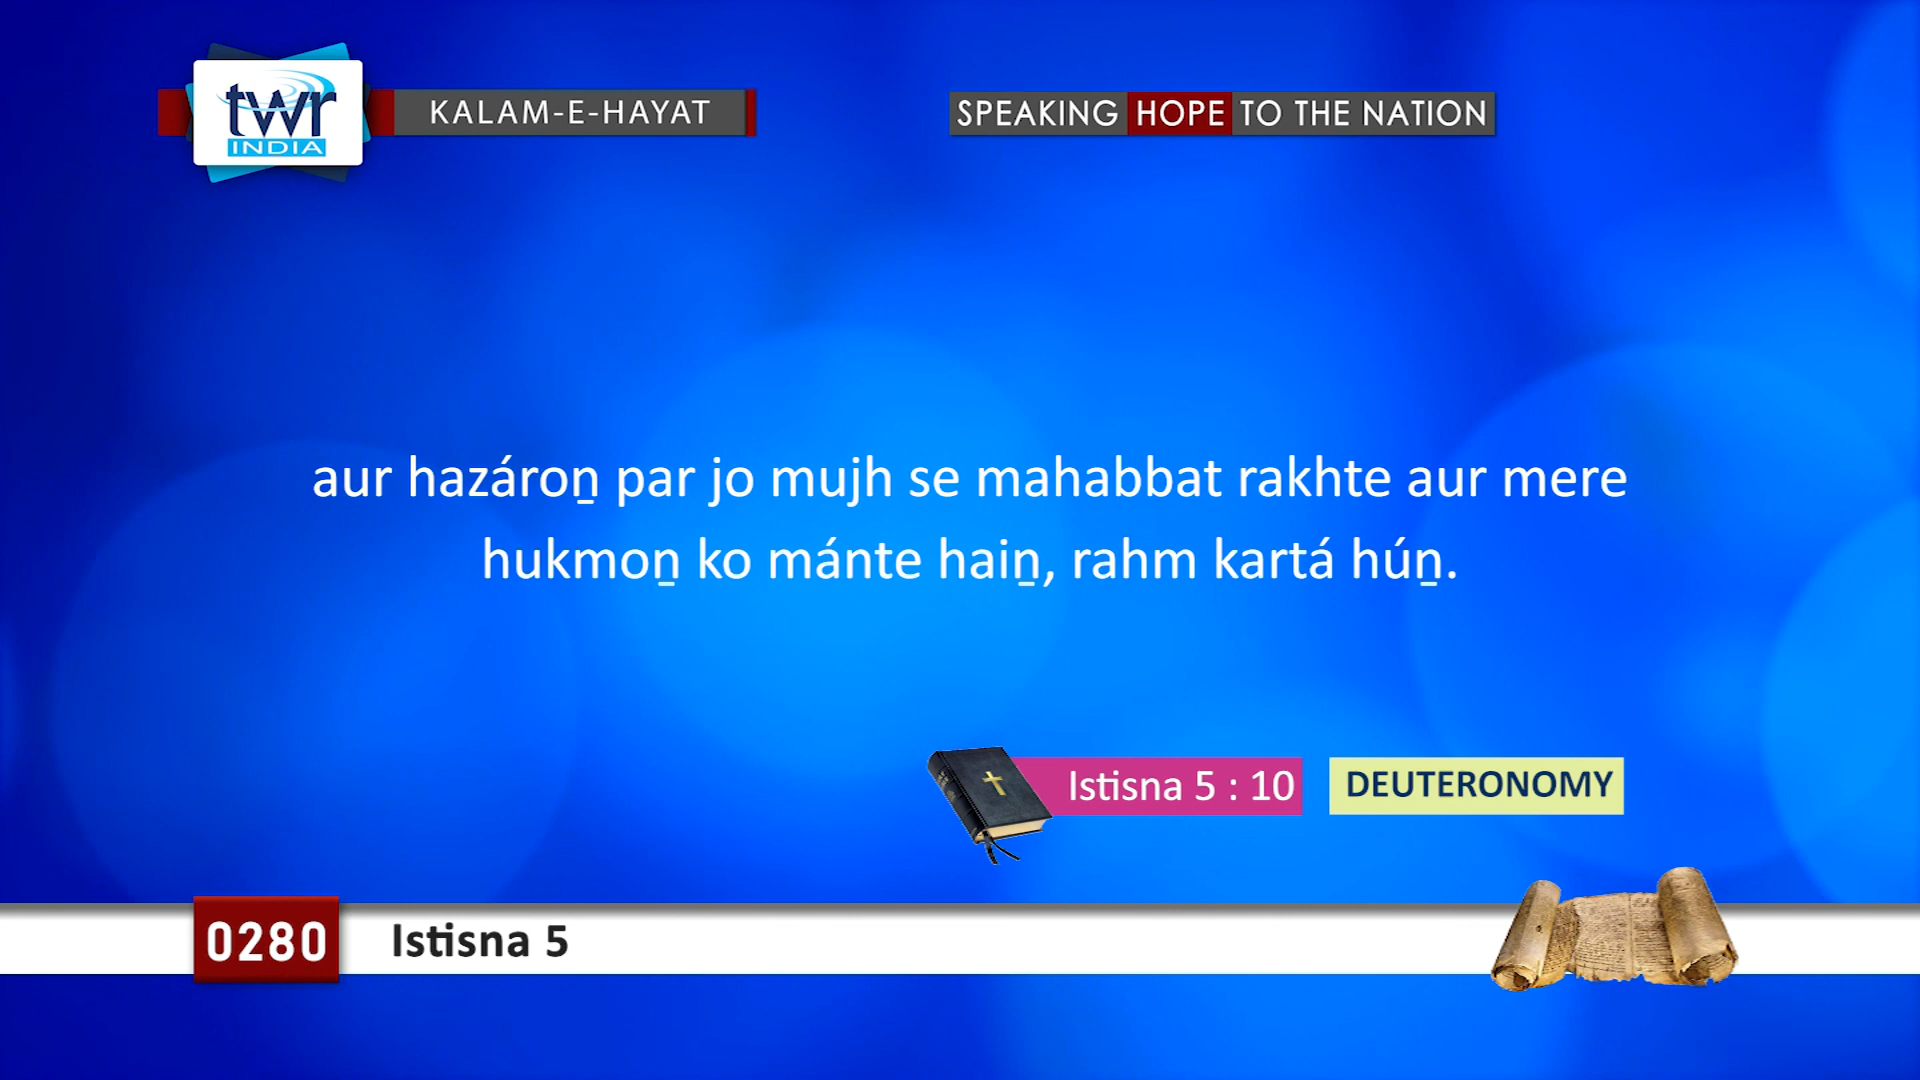 twr
INDIA
KALAM-E-HAYAT
SPEAKING HOPE TO THE NATION
aur hazároṉ par jo mujh se mahabbat rakhte aur mere
hukmoṉ ko mánte haiṉ, rahm kartá húṉ.
Istisna 5 : 10
DEUTERONOMY
0280
Istisna 5